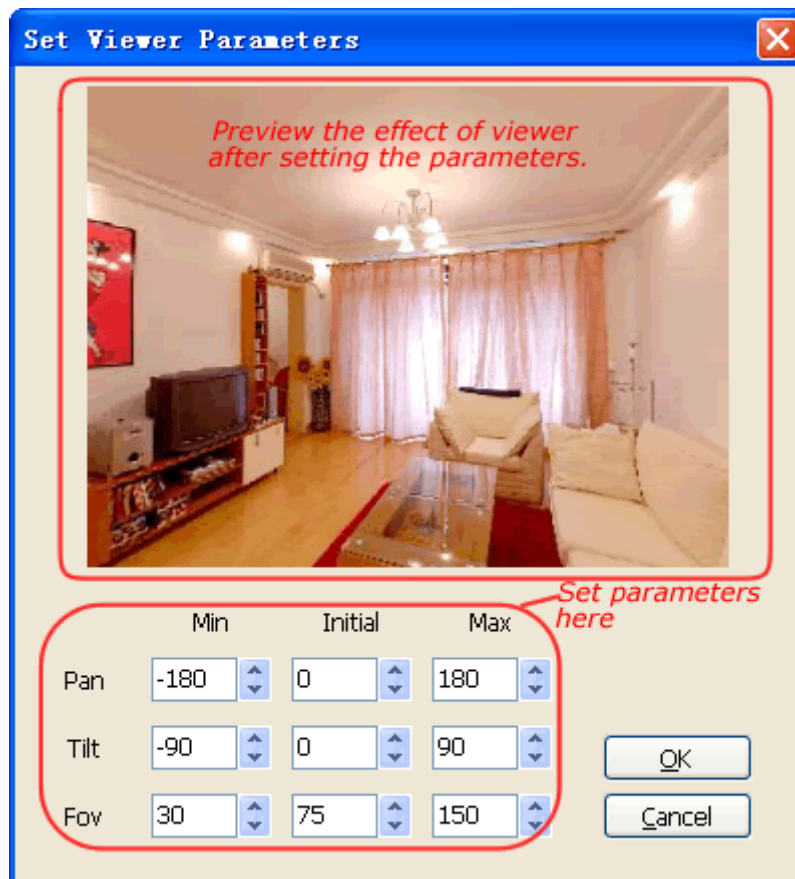 Set Viewer Parameters
Preview the effect of viewer
after setting the parameters.
Set parameters
here
Min Initial Max
Pan -180 0 180
Tilt -90 0 90
OK
Fov 30 75 150
Cancel